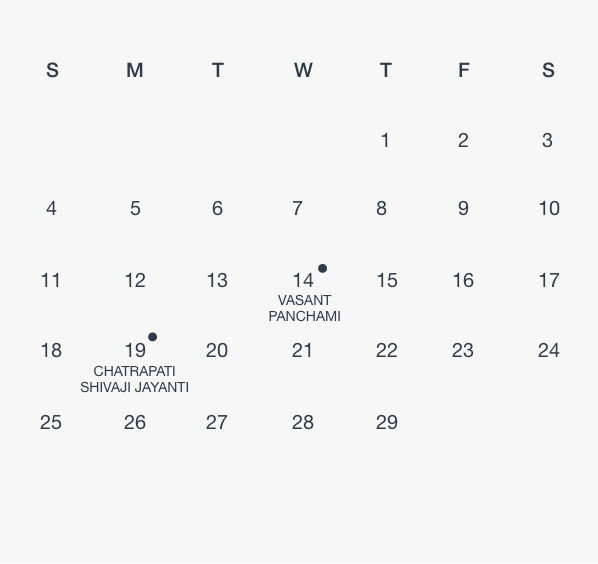 S M T W T F S
1 2 3
4 5 6 7 8 9 10
11 12 13 14 15 16 17
VASANT
PANCHAMI
18 19 20 21 22 23 24
CHATRAPATI
SHIVAJI JAYANTI
25 26 27 28 29